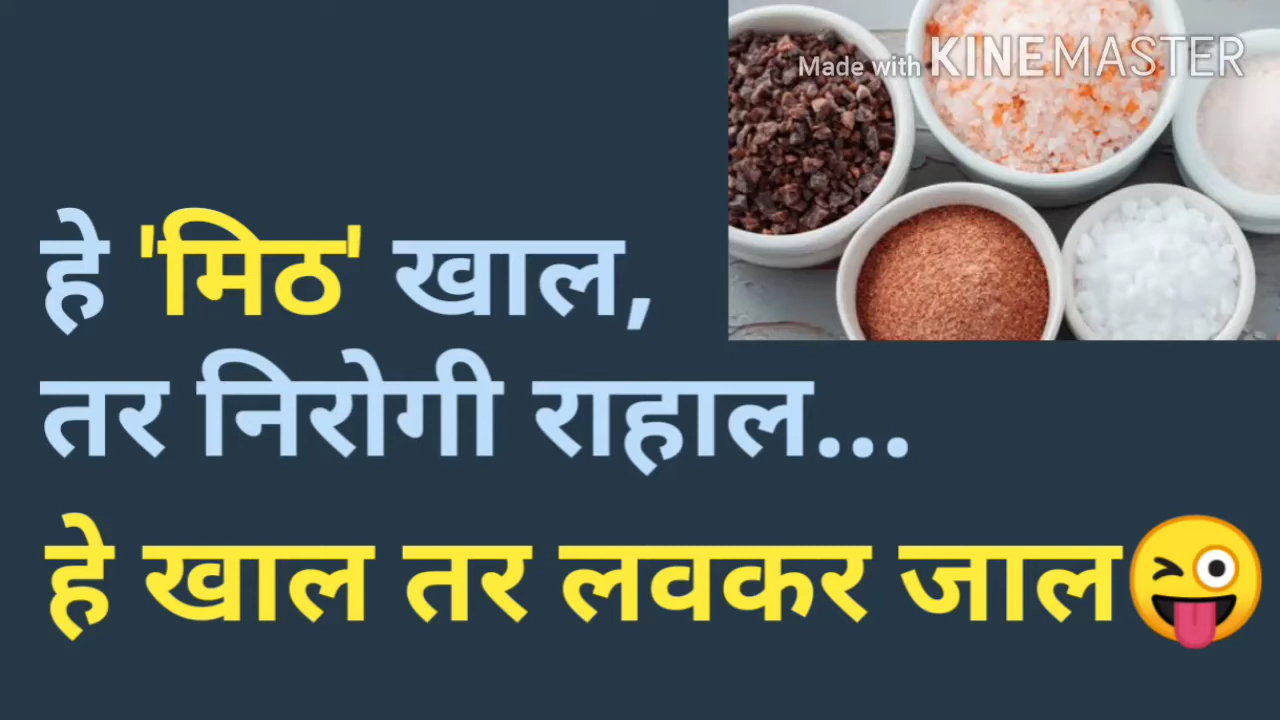 Made with KINEMASTER
हे 'मिठ' खाल,
तर निरोगी राहाल...
हे खाल तर लवकर जाल😜